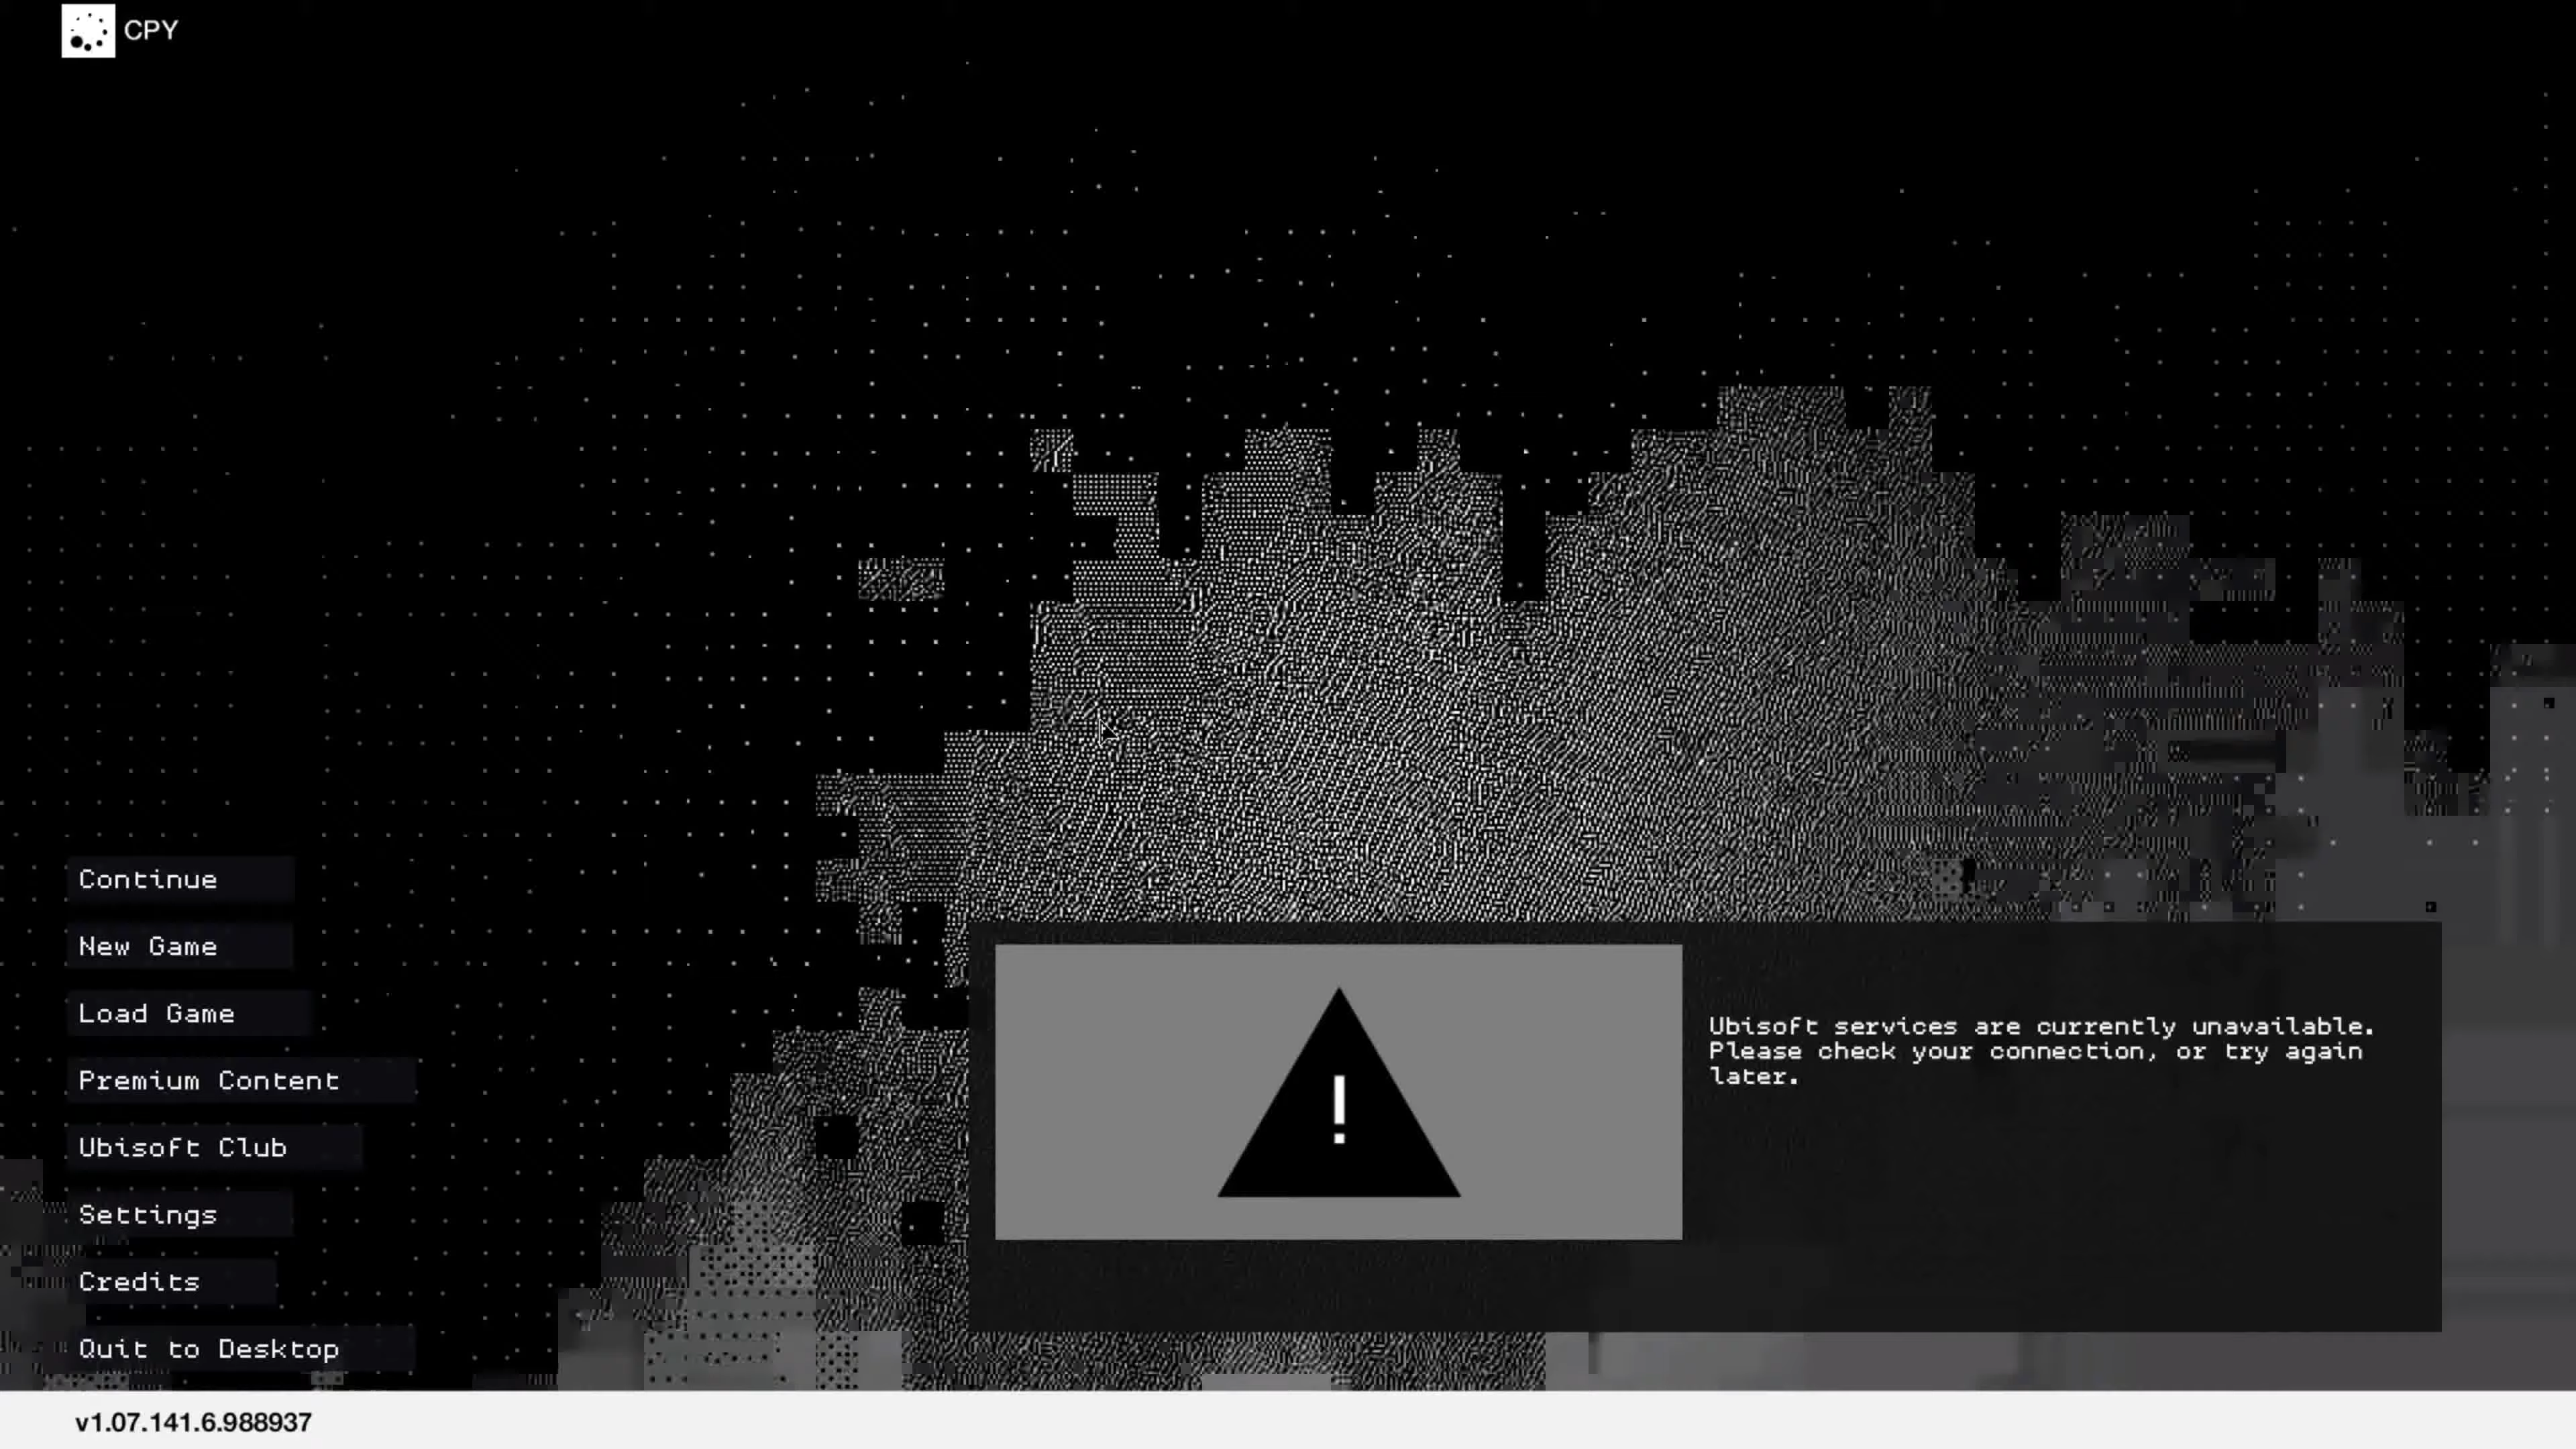 CPY
Continue
New Game
Load Game
Premium Content
Ubisoft Club
Settings
Credits
Quit to Desktop
!
Ubisoft services are currently unavailable.
Please check your connection, or try again
later.
v1.07.141.6.988937